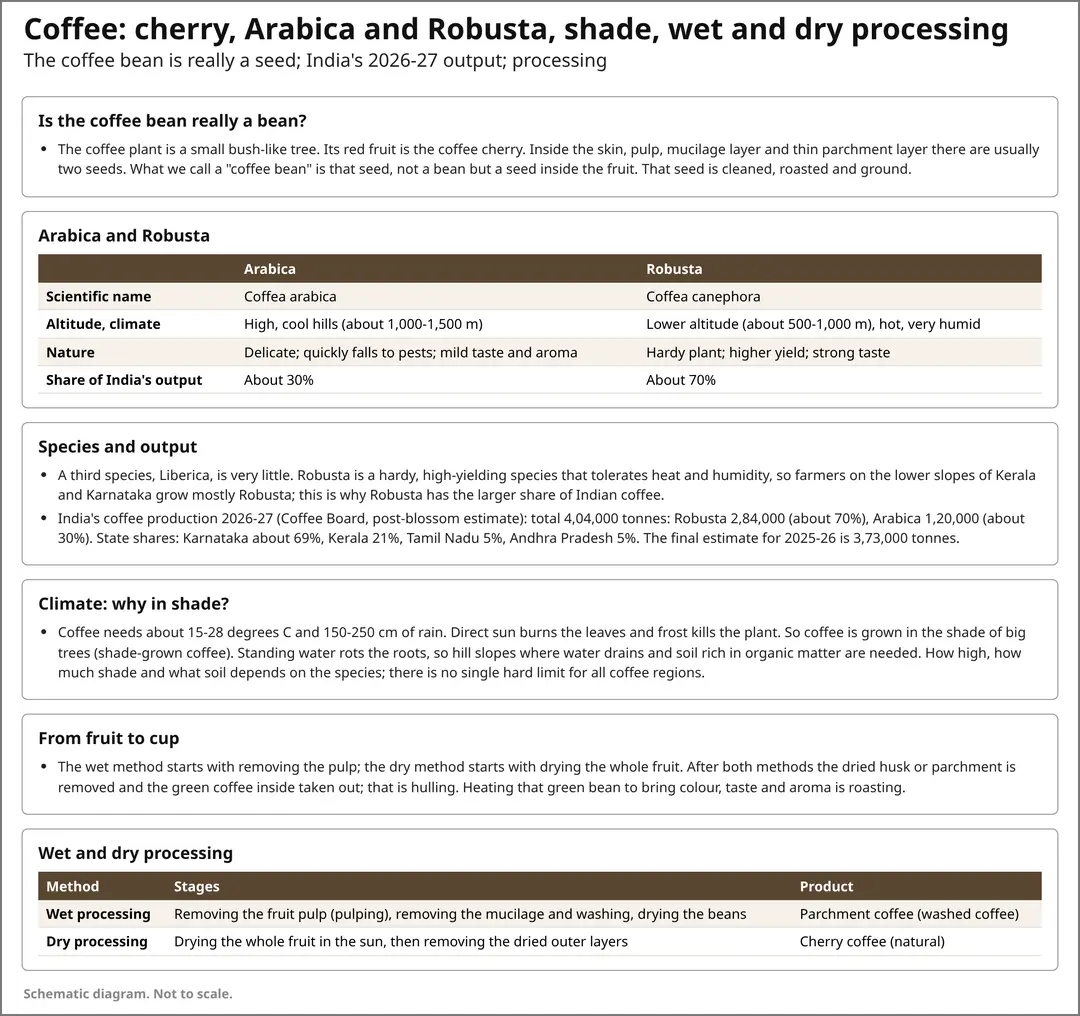 Coffee: cherry, Arabica and Robusta, shade, wet and dry processing
The coffee bean is really a seed; India's 2026-27 output; processing
Is the coffee bean really a bean?
• The coffee plant is a small bush-like tree. Its red fruit is the coffee cherry. Inside the skin, pulp, mucilage layer and thin parchment layer there are usually
two seeds. What we call a "coffee bean" is that seed, not a bean but a seed inside the fruit. That seed is cleaned, roasted and ground.
Arabica and Robusta
Arabica Robusta
Scientific name Coffea arabica Coffea canephora
Altitude, climate High, cool hills (about 1,000-1,500 m) Lower altitude (about 500-1,000 m), hot, very humid
Nature Delicate; quickly falls to pests; mild taste and aroma Hardy plant; higher yield; strong taste
Share of India's output About 30% About 70%
Species and output
• A third species, Liberica, is very little. Robusta is a hardy, high-yielding species that tolerates heat and humidity, so farmers on the lower slopes of Kerala
and Karnataka grow mostly Robusta; this is why Robusta has the larger share of Indian coffee.
• India's coffee production 2026-27 (Coffee Board, post-blossom estimate): total 4,04,000 tonnes: Robusta 2,84,000 (about 70%), Arabica 1,20,000 (about
30%). State shares: Karnataka about 69%, Kerala 21%, Tamil Nadu 5%, Andhra Pradesh 5%. The final estimate for 2025-26 is 3,73,000 tonnes.
Climate: why in shade?
• Coffee needs about 15-28 degrees C and 150-250 cm of rain. Direct sun burns the leaves and frost kills the plant. So coffee is grown in the shade of big
trees (shade-grown coffee). Standing water rots the roots, so hill slopes where water drains and soil rich in organic matter are needed. How high, how
much shade and what soil depends on the species; there is no single hard limit for all coffee regions.
From fruit to cup
• The wet method starts with removing the pulp; the dry method starts with drying the whole fruit. After both methods the dried husk or parchment is
removed and the green coffee inside taken out; that is hulling. Heating that green bean to bring colour, taste and aroma is roasting.
Wet and dry processing
Method Stages Product
Wet processing Removing the fruit pulp (pulping), removing the mucilage and washing, drying the beans Parchment coffee (washed coffee)
Dry processing Drying the whole fruit in the sun, then removing the dried outer layers Cherry coffee (natural)
Schematic diagram. Not to scale.